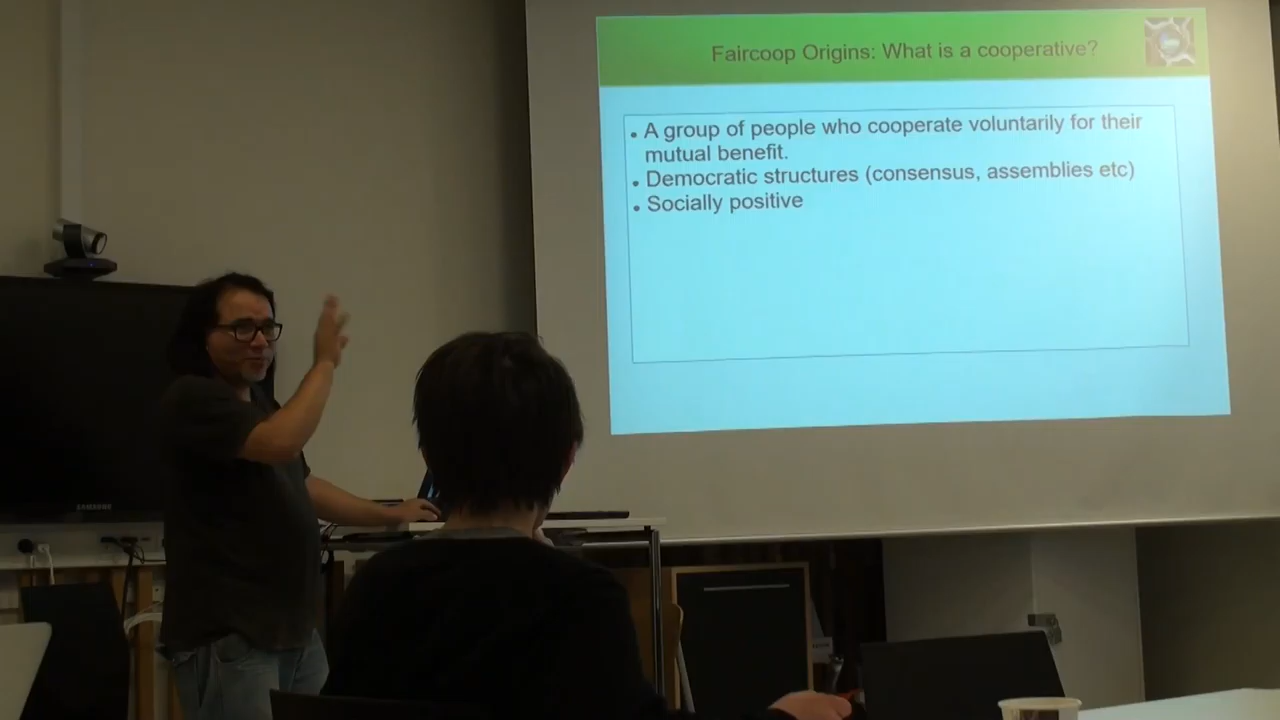 Faircoop Origins: What is a cooperative?
• A group of people who cooperate voluntarily for their
mutual benefit.
• Democratic structures (consensus, assemblies etc)
• Socially positive
SAMSUNG